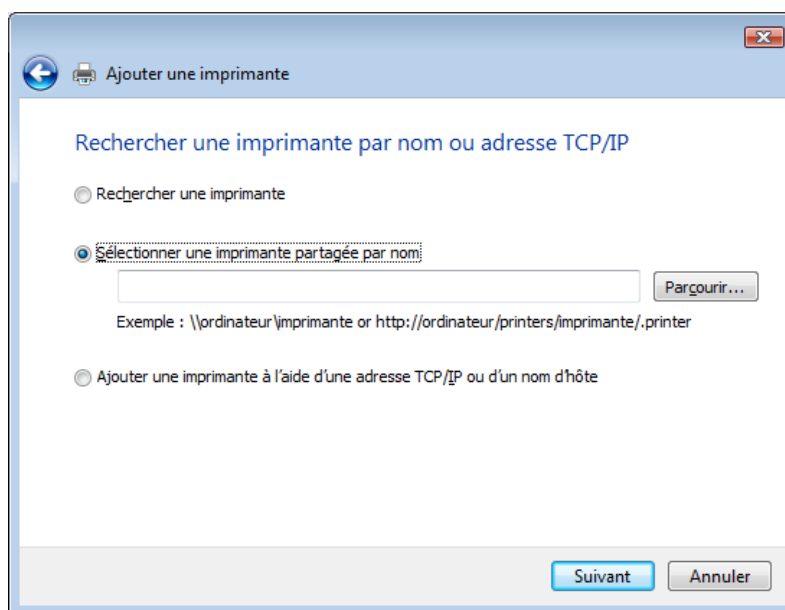 Ajouter une imprimante
Rechercher une imprimante par nom ou adresse TCP/IP
Rechercher une imprimante
Sélectionner une imprimante partagée par nom
Parcourir...
Exemple : \\ordinateur\imprimante or http://ordinateur/printers/imprimante/.printer
Ajouter une imprimante à l'aide d'une adresse TCP/IP ou d'un nom d'hôte
Suivant
Annuler